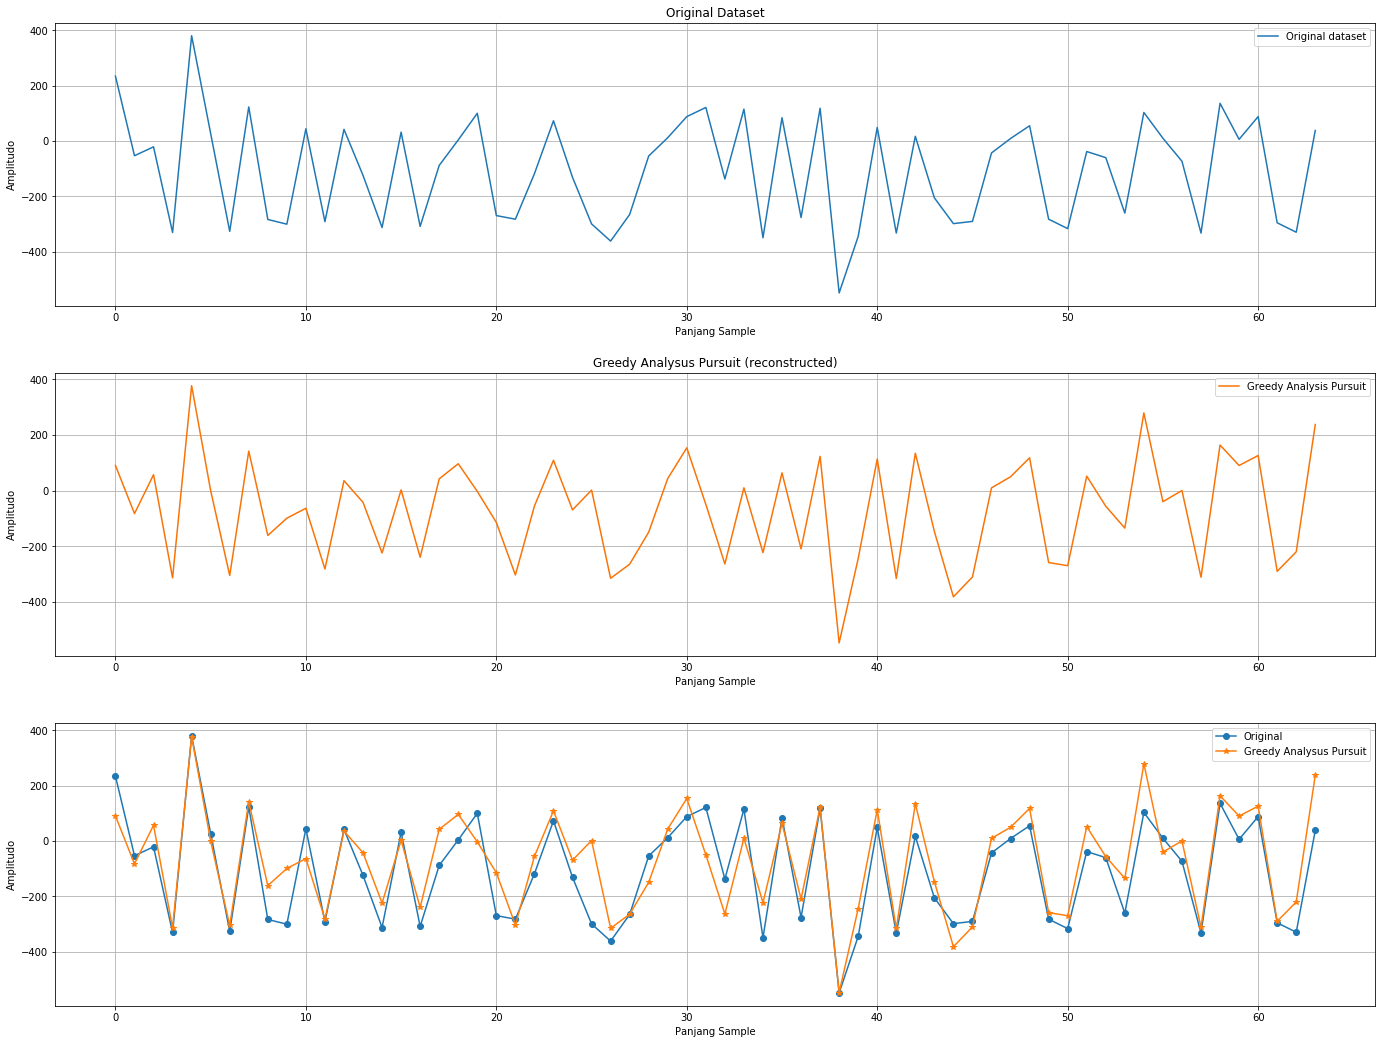 Original Dataset
Original dataset
400
200
0
−200
−400
Amplitudo
0 10 20 30 40 50 60
Panjang Sample
Greedy Analysus Pursuit (reconstructed)
Greedy Analysis Pursuit
400
200
0
−200
−400
Amplitudo
0 10 20 30 40 50 60
Panjang Sample
Original
Greedy Analysus Pursuit
400
200
0
−200
−400
Amplitudo
0 10 20 30 40 50 60
Panjang Sample